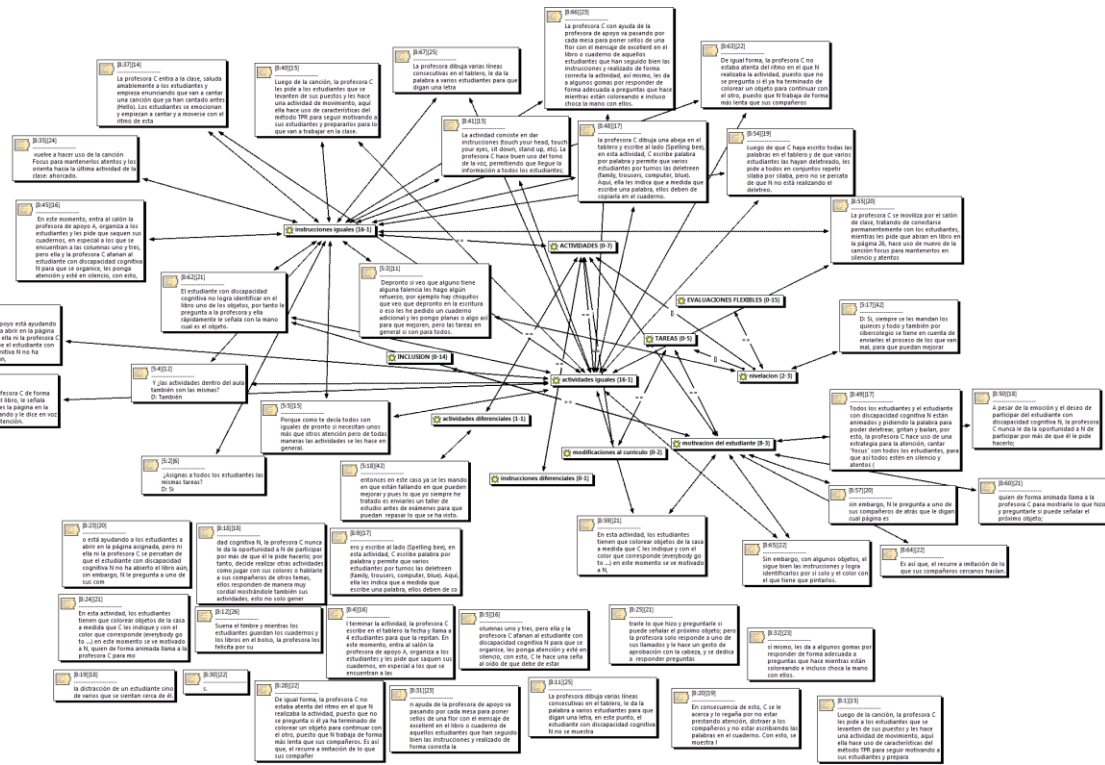 [8:66][23]
--------------------
La profesora C con ayuda de la
profesora de apoyo va pasando por
cada mesa para poner sellos de una
flor con el mensaje de excellent en el
libro o cuaderno de aquellos
estudiantes que han seguido bien las
instrucciones y realizado de forma
correcta la actividad, así mismo, les da
a algunos gomas por responder de
forma adecuada a preguntas que hace
mientras están coloreando e incluso
choca la mano con ellos.
[8:67][25]
--------------------
La profesora dibuja varias líneas
consecutivas en el tablero, le da la
palabra a varios estudiantes para que
digan una letra
[8:63][22]
--------------------
De igual forma, la profesora C no
estaba atenta del ritmo en el que N
realizaba la actividad, puesto que no
se pregunta si él ya ha terminado de
colorear un objeto para continuar con
el otro, puesto que N trabaja de forma
más lenta que sus compañeros
[8:37][14]
--------------------
La profesora C entra a la clase, saluda
amablemente a los estudiantes y
empieza enunciando que van a cantar
una canción que ya han cantado antes
(Hello). Los estudiantes se emocionan
y empiezan a cantar y a moverse con el
ritmo de esta
[8:40][15]
--------------------
Luego de la canción, la profesora C
les pide a los estudiantes que se
levanten de sus puestos y les hace
una actividad de movimiento, aquí
ella hace uso de características del
método TPR para seguir motivando a
sus estudiantes y prepararlos para lo
que van a trabajar en la clase.
[8:41][15]
--------------------
La actividad consiste en dar
instrucciones (touch your head, touch
your eyes, sit down, stand up, etc). La
profesora C hace buen uso del tono
de la voz, permitiendo que llegue la
información a todos los estudiantes;
[8:48][17]
--------------------
la profesora C dibuja una abeja en el
tablero y escribe al lado (Spelling bee),
en esta actividad, C escribe palabra
por palabra y permite que varios
estudiantes por turnos las deletreen
(family, trousers, computer, blue).
Aquí, ella les indica que a medida que
escribe una palabra, ellos deben de
copiarla en el cuaderno.
[8:54][19]
--------------------
Luego de que C haya escrito todas las
palabras en el tablero y de que varios
estudiantes las hayan deletreado, les
pide a todos en conjuntos repetir
sílaba por sílaba, pero no se percata
de que N no está realizando el
deletreo.
[8:35][24]
--------------------
vuelve a hacer uso de la canción
Focus para mantenerlos atentos y los
orienta hacia la última actividad de la
clase: ahorcado.
[8:45][16]
--------------------
En este momento, entra al salón la
profesora de apoyo A, organiza a los
estudiantes y les pide que saquen sus
cuadernos, en especial a los que se
encuentran a las columnas uno y tres,
pero ella y la profesora C afanan al
estudiante con discapacidad cognitiva
N para que se organice, les ponga
atención y esté en silencio, con esto,
[8:55][20]
--------------------
La profesora C se moviliza por el salón
de clase, tratando de conectarse
permanentemente con los estudiantes,
mientras les pide que abran en libro en
la página 26, hace uso de nuevo de la
canción focus para mantenerlos en
silencio y atentos
instrucciones iguales {16-1}
ACTIVIDADES {0-7}
[8:62][21]
--------------------
El estudiante con discapacidad
cognitiva no logra identificar en el
libro uno de los objetos, por tanto le
pregunta a la profesora y ella
rápidamente le señala con la mano
cual es el objeto.
[5:3][11]
--------------------
Depronto si veo que alguno tiene
alguna falencia les hago algún
refuerzo, por ejemplo hay chiquitos
que veo que depronto en la escritura
o eso les he pedido un cuaderno
adicional y les pongo planas o algo así
para que mejoren, pero las tareas en
general si son para todos.
EVALUACIONES FLEXIBLES {0-15}
[5:17][42]
--------------------
D: Si, siempre se les mandan los
quieces y todo y también por
cibercolegio se tiene en cuenta de
enviarles el proceso de los que van
mal, para que puedan mejorar
poyo está ayudando
a abrir en la página
ella ni la profesora C
e el estudiante con
nitiva N no ha
n,
TAREAS {0-5}
INCLUSION {0-14}
[5:4][12]
--------------------
Y ¿las actividades dentro del aula
también son las mismas?
D: También
actividades iguales {16-1}
nivelacion {2-3}
fesora C de forma
l libro, le señala
es la página en la
ando y le dice en voz
tención.
[5:5][15]
--------------------
Porque como te decía todos son
iguales de pronto si necesitan unos
más que otros atención pero de todas
maneras las actividades se les hace en
general.
actividades diferenciales {1-1}
[8:49][17]
--------------------
Todos los estudiantes y el estudiante
con discapacidad cognitiva N están
animados y pidiendo la palabra para
poder deletrear, gritan y bailan, por
esto, la profesora C hace uso de una
estrategia para la atención, cantar
"focus" con todos los estudiantes, para
que así todos estén en silencio y
atentos (
[8:50][18]
--------------------
A pesar de la emoción y el deseo de
participar del estudiante con
discapacidad cognitiva N, la profesora
C nunca le da la oportunidad a N de
participar por más de que él le pide
hacerlo;
motivacion del estudiante {8-3}
modificaciones al curriculo {0-2}
[5:2][6]
--------------------
¿Asignas a todos los estudiantes las
mismas tareas?
D: Si
[5:18][42]
--------------------
entonces en este caso ya se les mando
en que están fallando en que pueden
mejorar y pues lo que yo siempre he
tratado es enviarles un taller de
estudio antes de exámenes para que
puedan repasar lo que se ha visto.
instrucciones diferenciales {0-1}
[8:60][21]
--------------------
quien de forma animada llama a la
profesora C para mostrarle lo que hizo
y preguntarle si puede señalar el
próximo objeto;
[8:57][20]
--------------------
sin embargo, N le pregunta a uno de
sus compañeros de atrás que le digan
cual página es
[8:59][21]
--------------------
En esta actividad, los estudiantes
tienen que colorear objetos de la casa
a medida que C les indique y con el
color que corresponde (everybody go
to ...) en este momento se ve motivado
a N,
[8:65][22]
--------------------
Sin embargo, con algunos objetos, el
sigue bien las instrucciones y logra
identificarlos por si solo y el color con
el que tiene que pintarlos.
[8:64][22]
--------------------
Es así que, el recurre a imitación de lo
que sus compañeros cercanos hacían.
[8:23][20]
--------------------
o está ayudando a los estudiantes a
abrir en la página asignada, pero ni
ella ni la profesora C se percatan de
que el estudiante con discapacidad
cognitiva N no ha abierto el libro aún,
sin embargo, N le pregunta a uno de
sus com
[8:18][18]
--------------------
dad cognitiva N, la profesora C nunca
le da la oportunidad a N de participar
por más de que él le pide hacerlo; por
tanto, decide realizar otras actividades
como jugar con sus colores o hablarle
a sus compañeros de otros temas,
ellos responden de manera muy
cordial mostrándole también sus
actividades, esto no solo gener
[8:9][17]
--------------------
ero y escribe al lado (Spelling bee), en
esta actividad, C escribe palabra por
palabra y permite que varios
estudiantes por turnos las deletreen
(family, trousers, computer, blue). Aquí,
ella les indica que a medida que
escribe una palabra, ellos deben de co
[8:24][21]
--------------------
En esta actividad, los estudiantes
tienen que colorear objetos de la casa
a medida que C les indique y con el
color que corresponde (everybody go
to ...) en este momento se ve motivado
a N, quien de forma animada llama a la
profesora C para mo
[8:12][26]
--------------------
Suena el timbre y mientras los
estudiantes guardan los cuadernos y
los libros en el bolso, la profesora los
felicita por su
[8:4][16]
--------------------
l terminar la actividad, la profesora C
escribe en el tablero la fecha y llama a
4 estudiantes para que la repitan. En
este momento, entra al salón la
profesora de apoyo A, organiza a los
estudiantes y les pide que saquen sus
cuadernos, en especial a los que se
encuentran a las
[8:5][16]
--------------------
olumnas uno y tres, pero ella y la
profesora C afanan al estudiante con
discapacidad cognitiva N para que se
organice, les ponga atención y esté en
silencio, con esto, C le hace una seña
al oído de que debe de estar
[8:25][21]
--------------------
trarle lo que hizo y preguntarle si
puede señalar el próximo objeto; pero
la profesora solo responde a uno de
sus llamados y le hace un gesto de
aprobación con la cabeza, y se dedica
a responder preguntas
[8:32][23]
--------------------
sí mismo, les da a algunos gomas por
responder de forma adecuada a
preguntas que hace mientras están
coloreando e incluso choca la mano
con ellos.
[8:19][18]
--------------------
la distracción de un estudiante sino
de varios que se sientan cerca de él.
[8:30][22]
--------------------
s.
[8:28][22]
--------------------
De igual forma, la profesora C no
estaba atenta del ritmo en el que N
realizaba la actividad, puesto que no
se pregunta si él ya ha terminado de
colorear un objeto para continuar con
el otro, puesto que N trabaja de forma
más lenta que sus compañeros. Es así
que, el recurre a imitación de lo que
sus compañer
[8:31][23]
--------------------
n ayuda de la profesora de apoyo va
pasando por cada mesa para poner
sellos de una flor con el mensaje de
excellent en el libro o cuaderno de
aquellos estudiantes que han seguido
bien las instrucciones y realizado de
forma correcta la
[8:11][25]
--------------------
La profesora dibuja varias líneas
consecutivas en el tablero, le da la
palabra a varios estudiantes para que
digan una letra, en este punto, el
estudiante con discapacidad cognitiva
N no se muestra
[8:20][19]
--------------------
En consecuencia de esto, C se le
acerca y lo regaña por no estar
prestando atención, distraer a los
compañeros y no estar escribiendo las
palabras en el cuaderno. Con esto, se
muestra l
[8:1][15]
--------------------
Luego de la canción, la profesora C
les pide a los estudiantes que se
levanten de sus puestos y les hace
una actividad de movimiento, aquí
ella hace uso de características del
método TPR para seguir motivando a
sus estudiantes y prepara